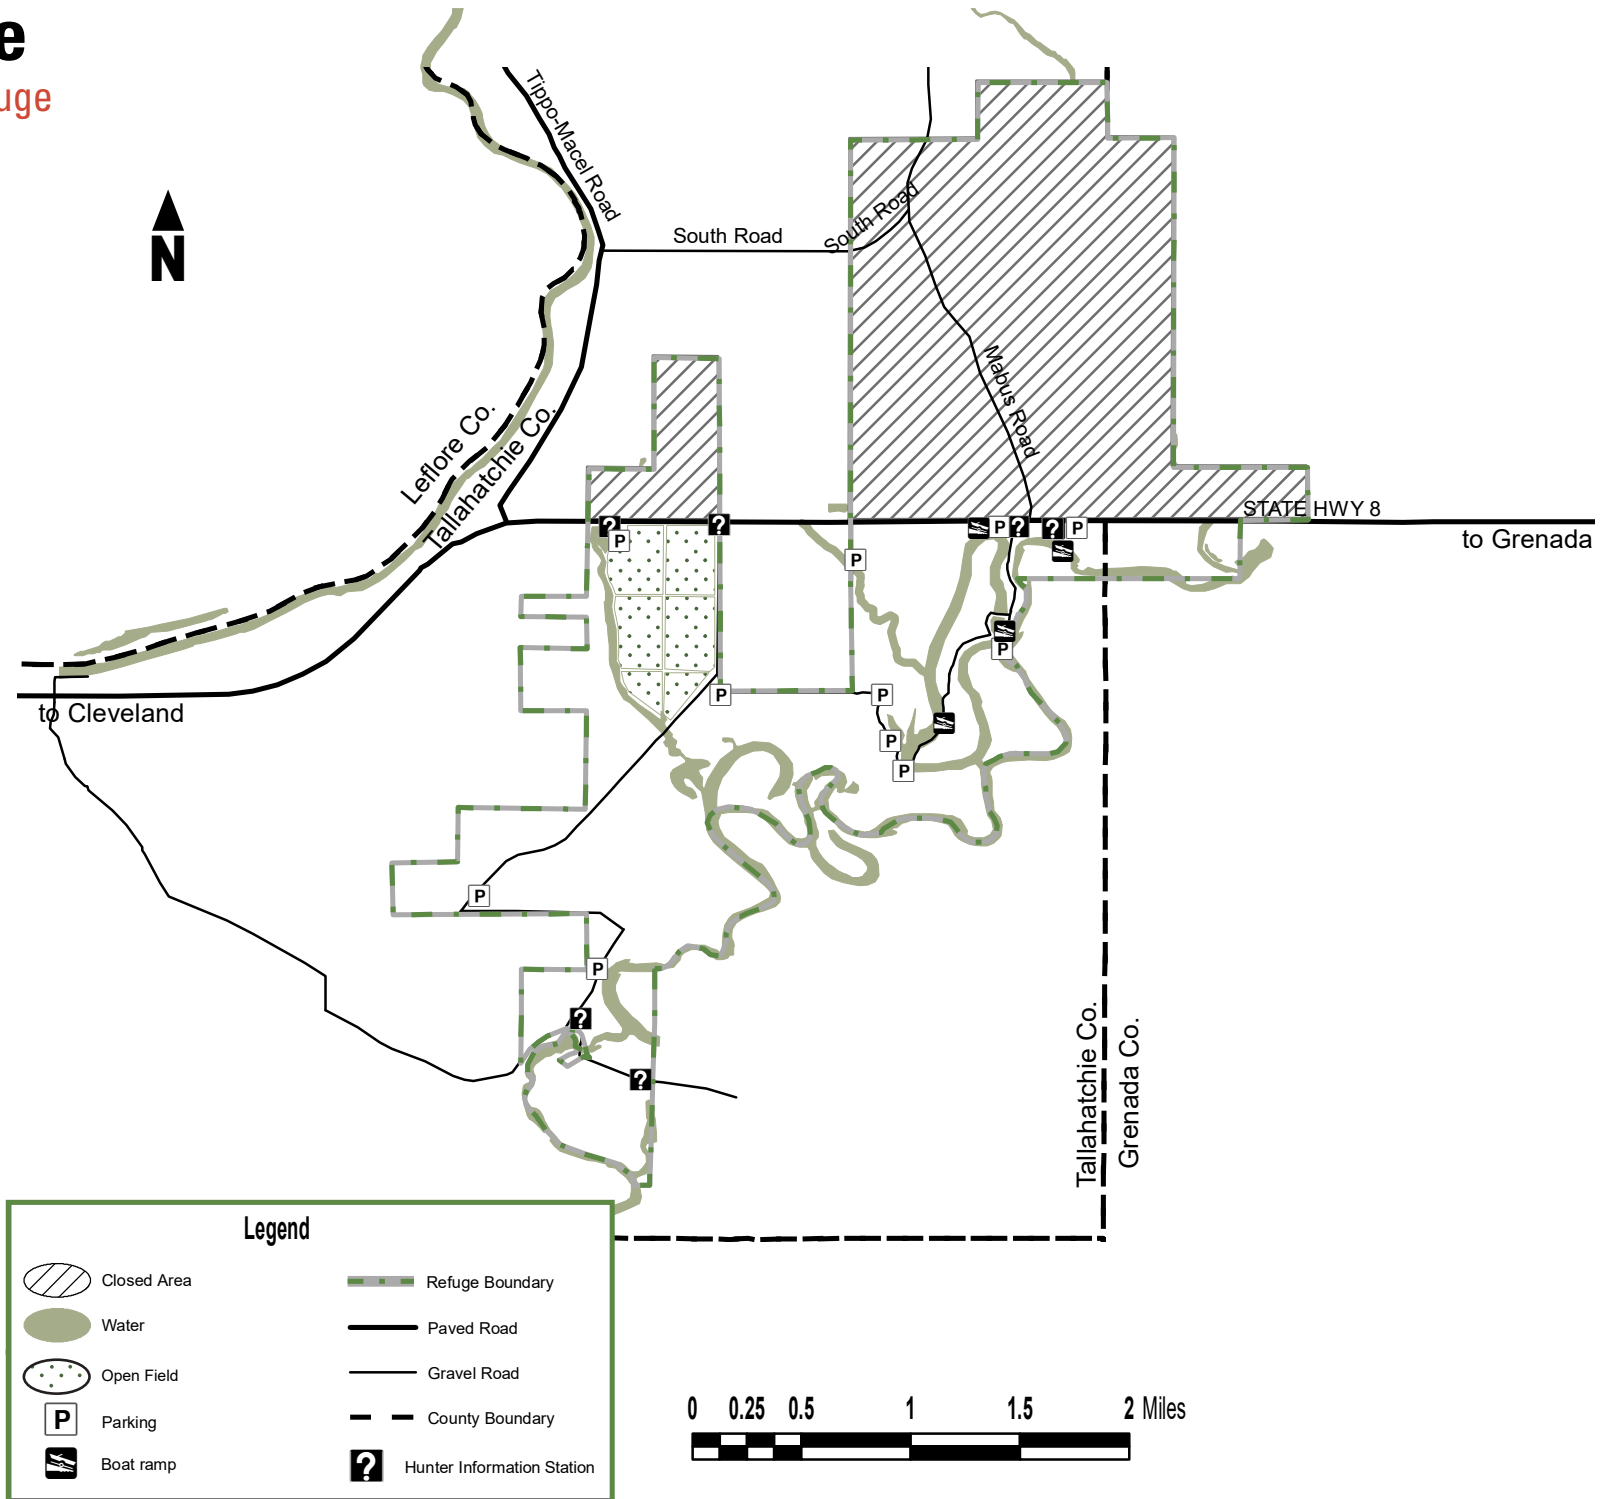 e
uge
N
Tippo-Macel Road
South Road
South Road
Mabus Road
Leflore Co.
Tallahatchie Co.
STATE HWY 8
to Grenada
to Cleveland
?
P
?
P
P
?
?
P
P
P
P
P
P
P
P
P
?
?
Tallahatchie Co.
Grenada Co.
Legend
Closed Area
Water
Open Field
P Parking
Boat ramp
Refuge Boundary
Paved Road
Gravel Road
County Boundary
? Hunter Information Station
0 0.25 0.5 1 1.5 2 Miles